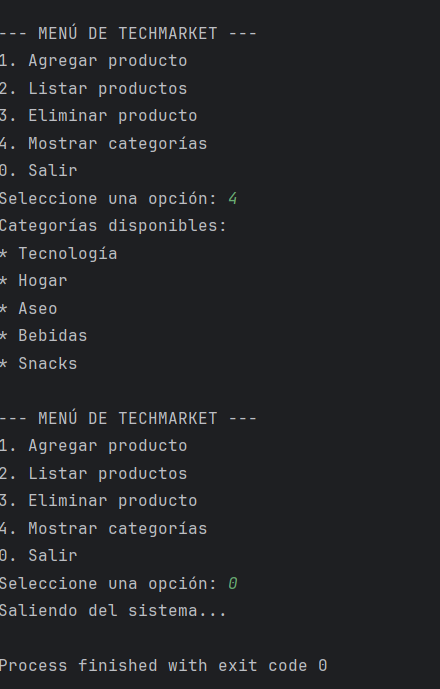 --- MENÚ DE TECHMARKET ---
1. Agregar producto
2. Listar productos
3. Eliminar producto
4. Mostrar categorías
0. Salir
Seleccione una opción: 4
Categorías disponibles:
* Tecnología
* Hogar
* Aseo
* Bebidas
* Snacks

--- MENÚ DE TECHMARKET ---
1. Agregar producto
2. Listar productos
3. Eliminar producto
4. Mostrar categorías
0. Salir
Seleccione una opción: 0
Saliendo del sistema...

Process finished with exit code 0